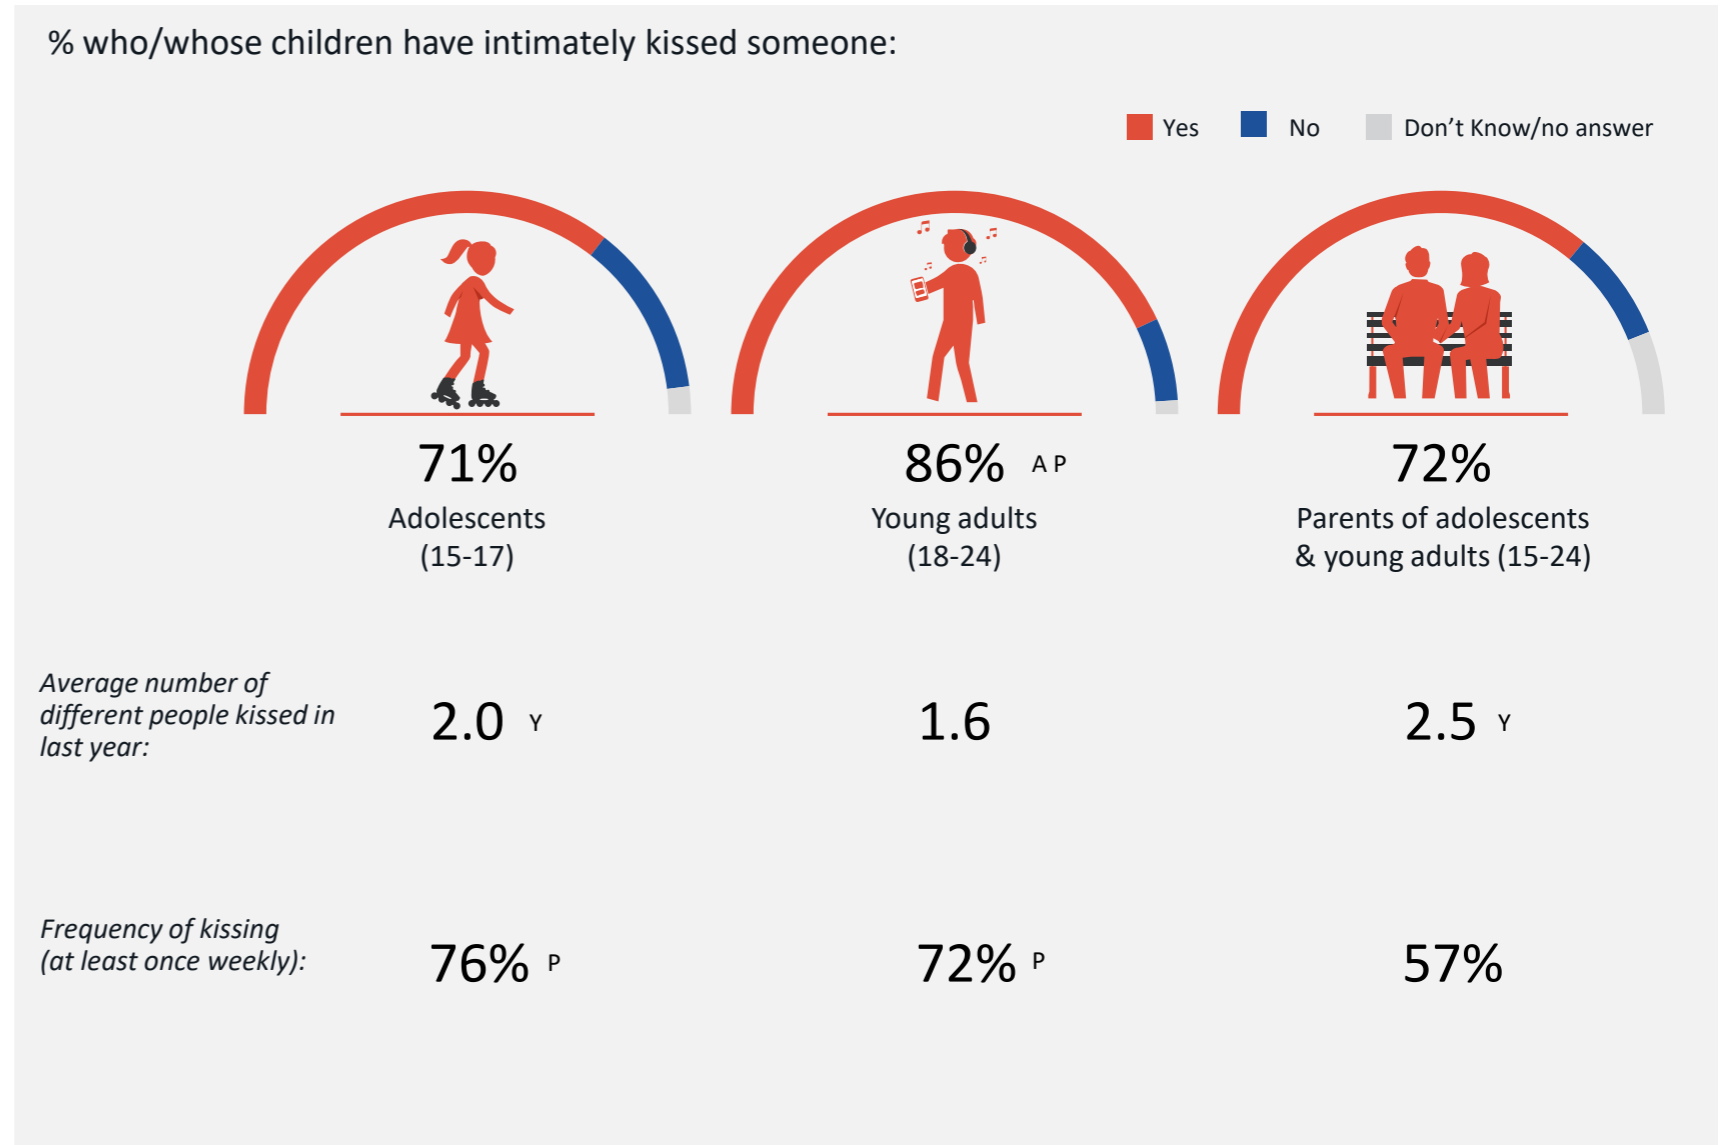 % who/whose children have intimately kissed someone:
Yes No Don’t Know/no answer
71% 86% A P 72%
Adolescents Young adults Parents of adolescents
(15-17) (18-24) & young adults (15-24)
Average number of
different people kissed in
last year:
2.0 Y 1.6 2.5 Y
Frequency of kissing
(at least once weekly):
76% P 72% P 57%